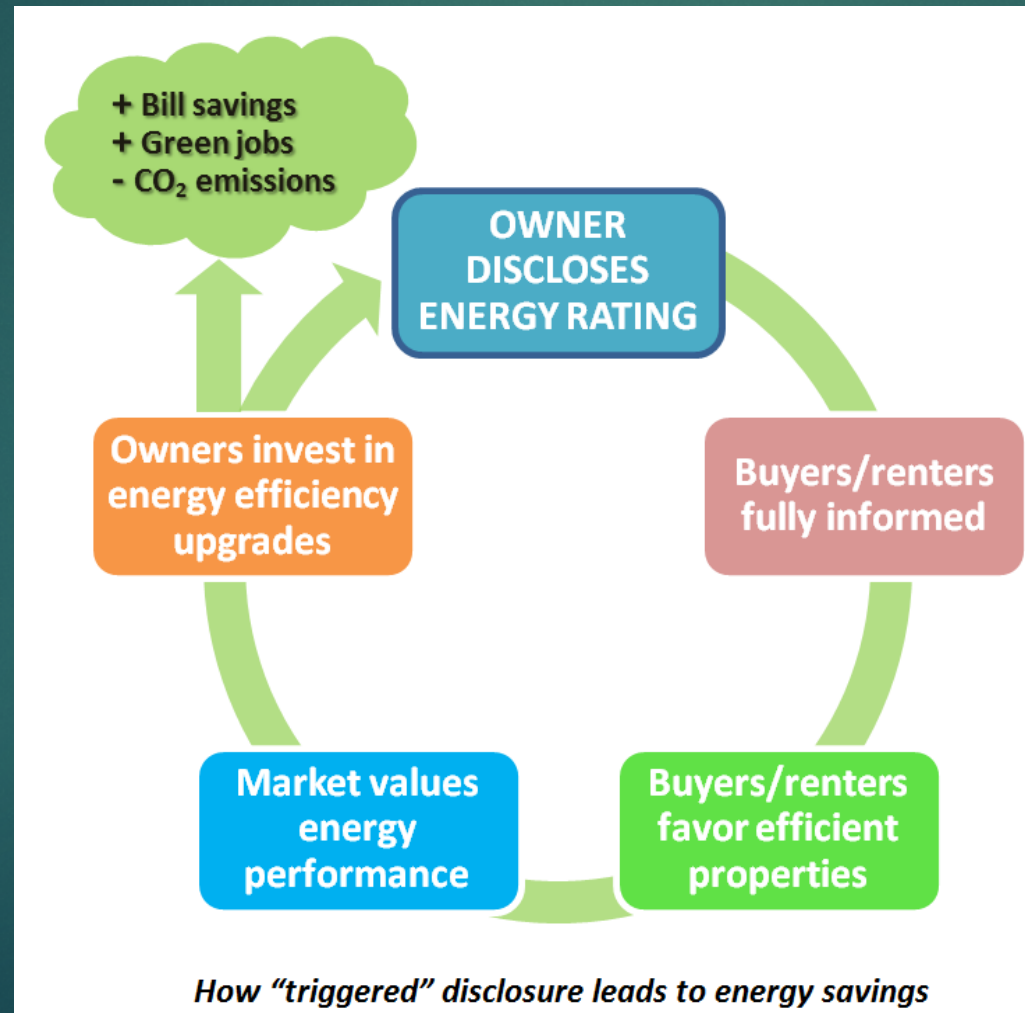 + Bill savings
+ Green jobs
- CO₂ emissions
OWNER
DISCLOSES
ENERGY RATING
Buyers/renters
fully informed
Buyers/renters
favor efficient
properties
Market values
energy
performance
Owners invest in
energy efficiency
upgrades
How “triggered” disclosure leads to energy savings